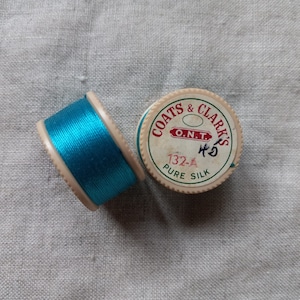 COATS & CLARK'S
O.N.T.
132-A
PURE SILK